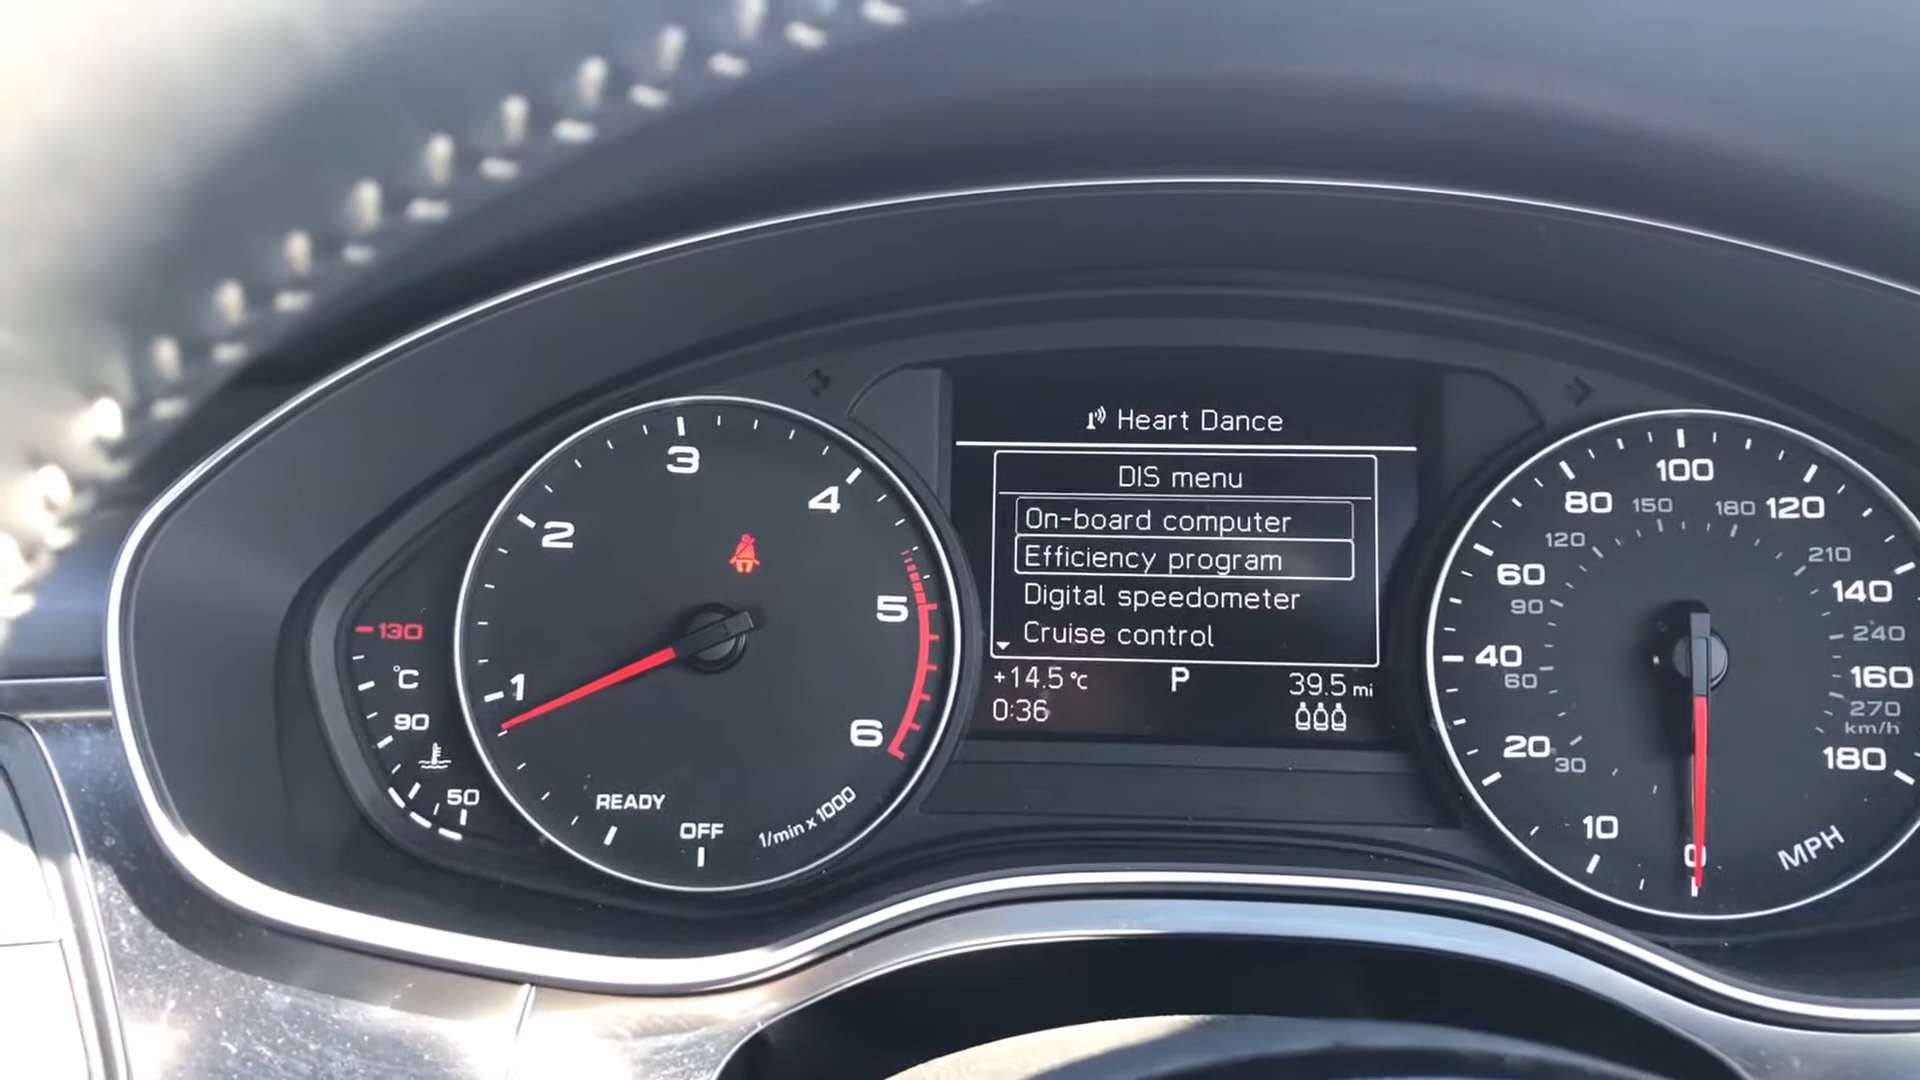 Heart Dance
DIS menu
On-board computer
Efficiency program
Digital speedometer
Cruise control
+14.5 °C
P
39.5 mi
0:36
130
°C
90
50
1
2
3
4
5
6
READY
OFF
1/min x 1000
0
10
20
40
60
80
100
120
140
160
180
30
60
90
120
150
180
210
240
270
km/h
MPH